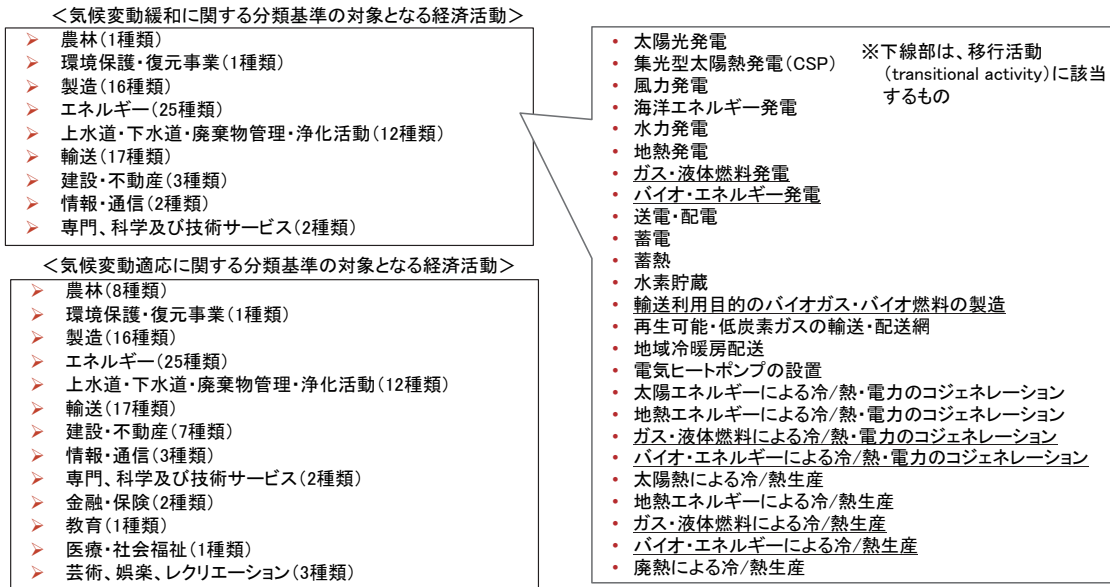 ＜気候変動緩和に関する分類基準の対象となる経済活動＞
➢ 農林(1種類)
➢ 環境保護・復元事業(1種類)
➢ 製造(16種類)
➢ エネルギー(25種類)
➢ 上水道・下水道・廃棄物管理・浄化活動(12種類)
➢ 輸送(17種類)
➢ 建設・不動産(3種類)
➢ 情報・通信(2種類)
➢ 専門、科学及び技術サービス(2種類)
＜気候変動適応に関する分類基準の対象となる経済活動＞
➢ 農林(8種類)
➢ 環境保護・復元事業(1種類)
➢ 製造(16種類)
➢ エネルギー(25種類)
➢ 上水道・下水道・廃棄物管理・浄化活動(12種類)
➢ 輸送(17種類)
➢ 建設・不動産(7種類)
➢ 情報・通信(3種類)
➢ 専門、科学及び技術サービス(2種類)
➢ 金融・保険(2種類)
➢ 教育(1種類)
➢ 医療・社会福祉(1種類)
➢ 芸術、娯楽、レクリエーション(3種類)
• 太陽光発電
• 集光型太陽熱発電(CSP)
• 風力発電
• 海洋エネルギー発電
• 水力発電
• 地熱発電
• ガス・液体燃料発電
• バイオ・エネルギー発電
• 送電・配電
• 蓄電
• 蓄熱
• 水素貯蔵
• 輸送利用目的のバイオガス・バイオ燃料の製造
• 再生可能・低炭素ガスの輸送・配送網
• 地域冷暖房配送
• 電気ヒートポンプの設置
• 太陽エネルギーによる冷/熱・電力のコジェネレーション
• 地熱エネルギーによる冷/熱・電力のコジェネレーション
• ガス・液体燃料による冷/熱・電力のコジェネレーション
• バイオ・エネルギーによる冷/熱・電力のコジェネレーション
• 太陽熱による冷/熱生産
• 地熱エネルギーによる冷/熱生産
• ガス・液体燃料による冷/熱生産
• バイオ・エネルギーによる冷/熱生産
• 廃熱による冷/熱生産
※下線部は、移行活動
(transitional activity)に該当
するもの